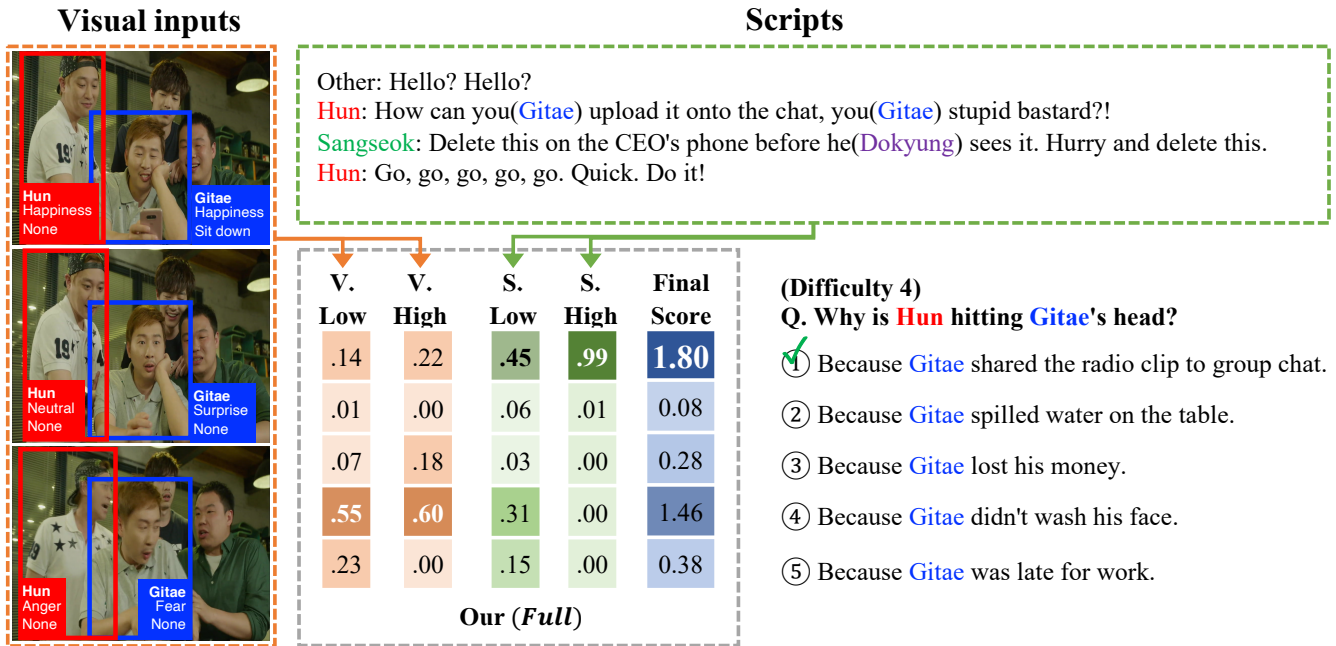 Visual inputs
Scripts
Hun
Happiness
None
Gitae
Happiness
Sit down
Hun
Neutral
None
Gitae
Surprise
None
Hun
Anger
None
Gitae
Fear
None
Other: Hello? Hello?
Hun: How can you(Gitae) upload it onto the chat, you(Gitae) stupid bastard?!
Sangseok: Delete this on the CEO's phone before he(Dokyung) sees it. Hurry and delete this.
Hun: Go, go, go, go, go. Quick. Do it!
V. Low V. High S. Low S. High Final Score
.14 .22 .45 .99 1.80
.01 .00 .06 .01 0.08
.07 .18 .03 .00 0.28
.55 .60 .31 .00 1.46
.23 .00 .15 .00 0.38
Our (Full)
(Difficulty 4)
Q. Why is Hun hitting Gitae's head?
① Because Gitae shared the radio clip to group chat.
② Because Gitae spilled water on the table.
③ Because Gitae lost his money.
④ Because Gitae didn't wash his face.
⑤ Because Gitae was late for work.